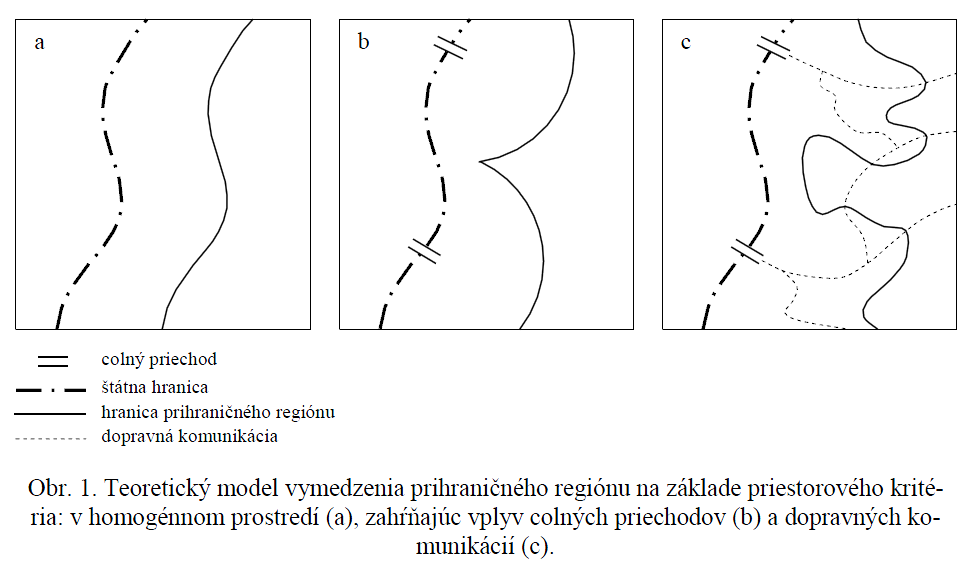 a
b
c
colný priechod
štátna hranica
hranica prihraničného regiónu
dopravná komunikácia
Obr. 1. Teoretický model vymedzenia prihraničného regiónu na základe priestorového krité-
ria: v homogénnom prostredí (a), zahŕňajúc vplyv colných priechodov (b) a dopravných ko-
munikácií (c).